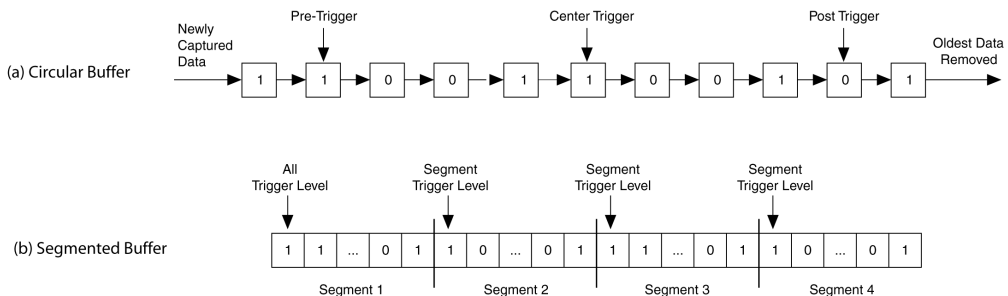 Pre-Trigger
Center Trigger
Post Trigger
Newly
Captured
Data
Oldest Data
Removed
(a) Circular Buffer
1 1 0 0 1 1 0 0 1 0 1
All
Trigger Level
Segment
Trigger Level
Segment
Trigger Level
Segment
Trigger Level
(b) Segmented Buffer
1 1 ... 0 1 1 0 ... 0 1 1 1 ... 0 1 1 0 ... 0 1
Segment 1
Segment 2
Segment 3
Segment 4